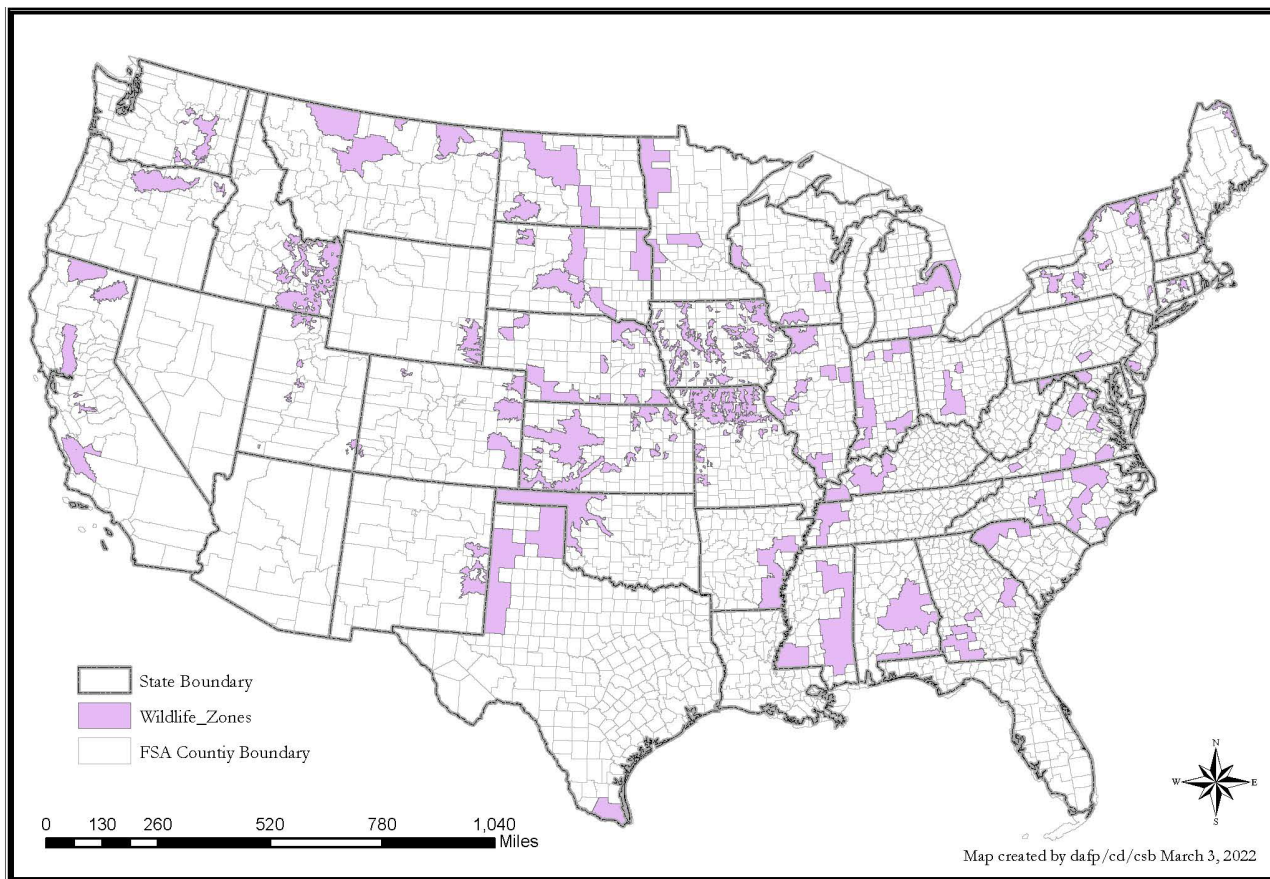 State Boundary
Wildlife_Zones
FSA Countiy Boundary
0 130 260 520 780 1,040
Miles
N
W E
S
Map created by dafp/cd/csb March 3, 2022